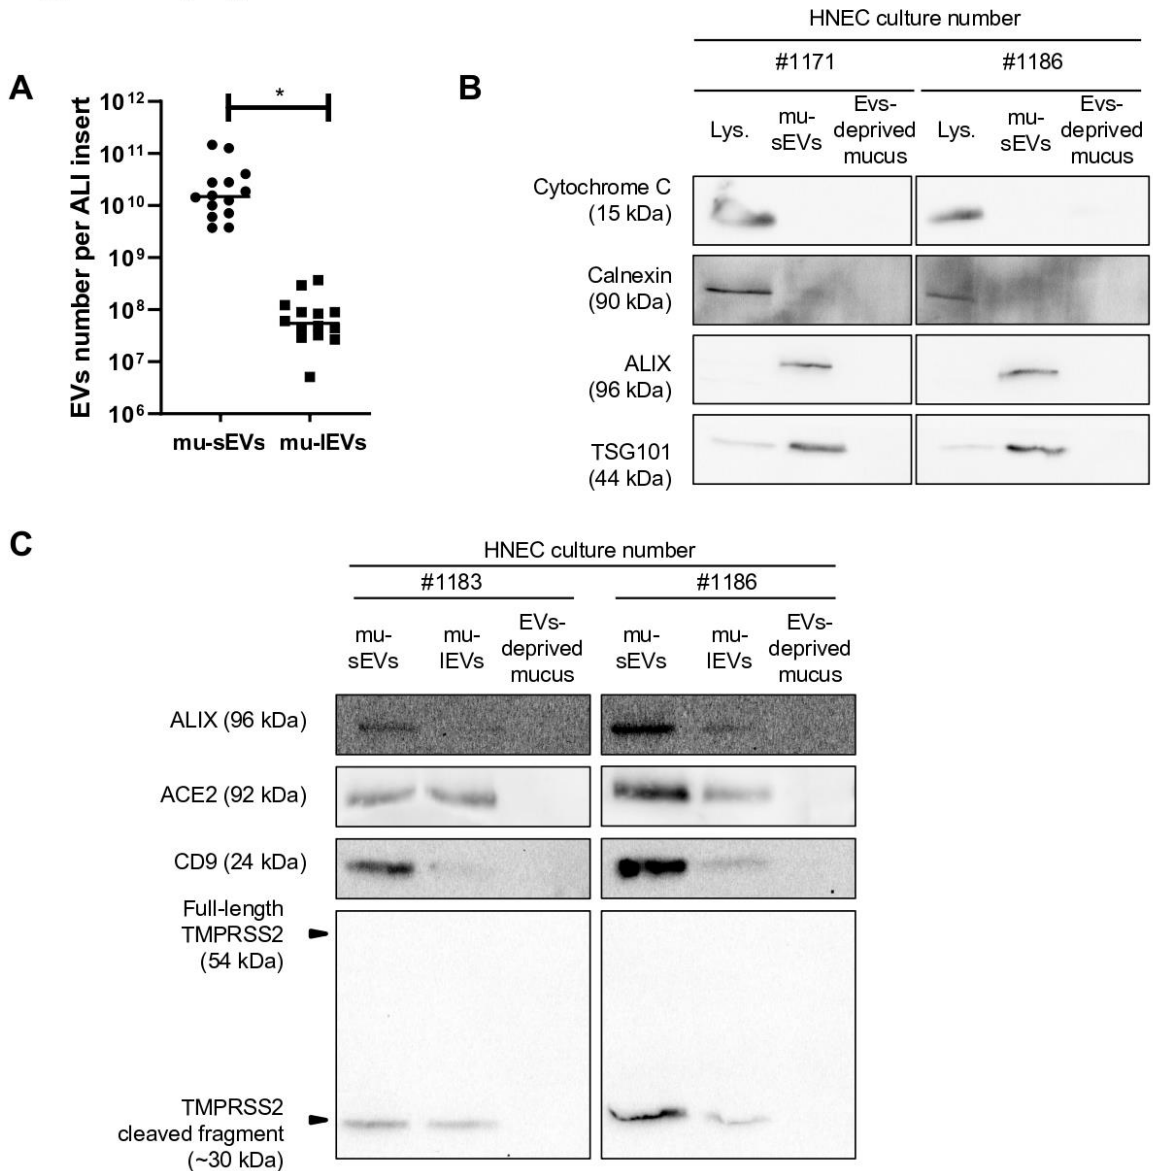 A
10¹²
10¹¹
10¹⁰
10⁹
10⁸
10⁷
10⁶
EVs number per ALI insert
*
mu-sEVs mu-lEVs
B
HNEC culture number
#1171 #1186
Lys. mu-sEVs Evs-deprived mucus Lys. mu-sEVs Evs-deprived mucus
Cytochrome C
(15 kDa)
Calnexin
(90 kDa)
ALIX
(96 kDa)
TSG101
(44 kDa)
C
HNEC culture number
#1183 #1186
mu-sEVs mu-lEVs EVs-deprived mucus mu-sEVs mu-lEVs EVs-deprived mucus
ALIX (96 kDa)
ACE2 (92 kDa)
CD9 (24 kDa)
Full-length
TMPRSS2
(54 kDa)
TMPRSS2
cleaved fragment
(~30 kDa)